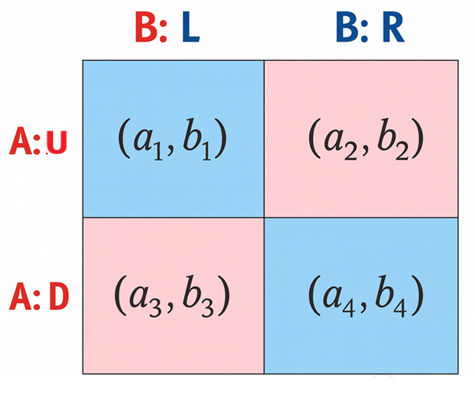 B: L B: R
A:U (a₁, b₁) (a₂, b₂)
A: D (a₃, b₃) (a₄, b₄)